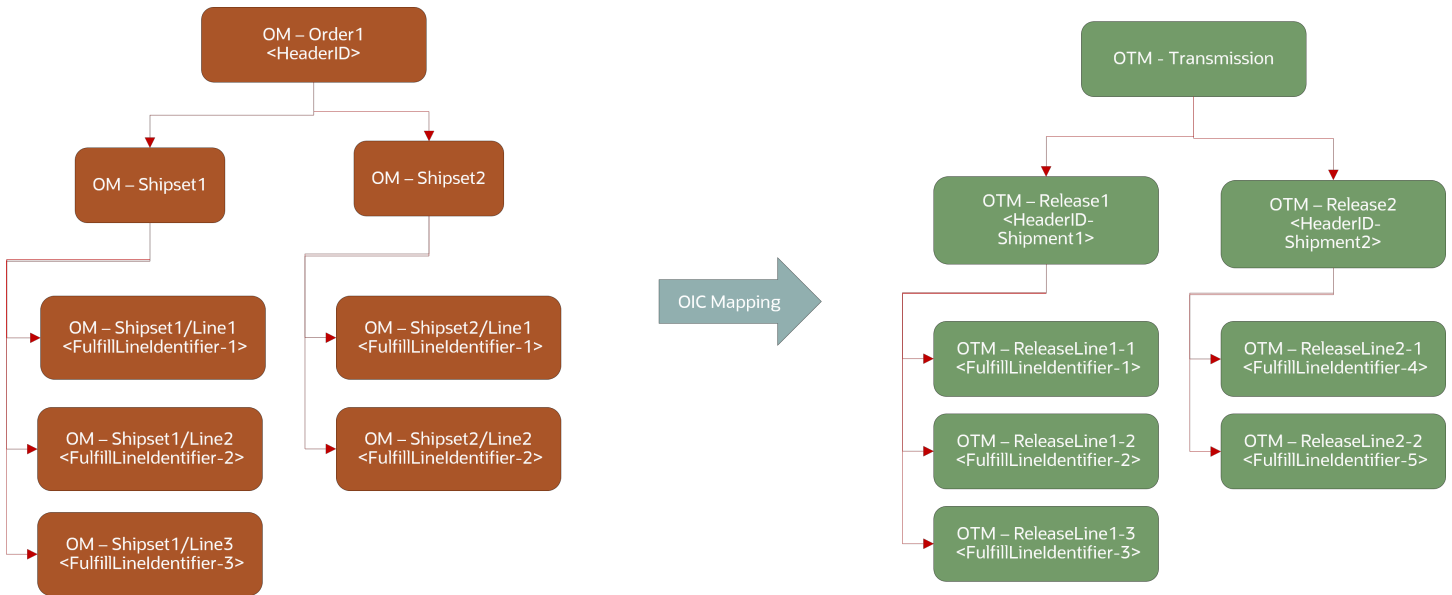 OM – Order1
<HeaderID>
OM – Shipset1
OM – Shipset2
OM – Shipset1/Line1
<FulfillLineIdentifier-1>
OM – Shipset2/Line1
<FulfillLineIdentifier-1>
OM – Shipset1/Line2
<FulfillLineIdentifier-2>
OM – Shipset2/Line2
<FulfillLineIdentifier-2>
OM – Shipset1/Line3
<FulfillLineIdentifier-3>
OIC Mapping
OTM - Transmission
OTM – Release1
<HeaderID-
Shipment1>
OTM – Release2
<HeaderID-
Shipment2>
OTM – ReleaseLine1-1
<FulfillLineIdentifier-1>
OTM – ReleaseLine2-1
<FulfillLineIdentifier-4>
OTM – ReleaseLine1-2
<FulfillLineIdentifier-2>
OTM – ReleaseLine2-2
<FulfillLineIdentifier-5>
OTM – ReleaseLine1-3
<FulfillLineIdentifier-3>